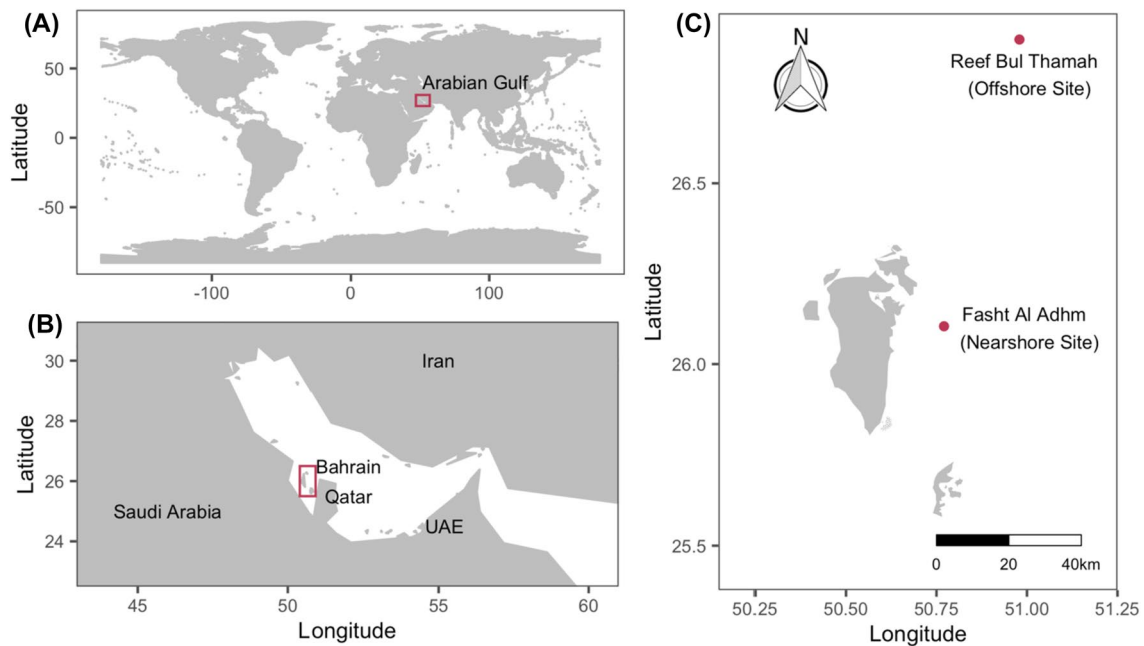 (A)
Arabian Gulf
Latitude
50
0
-50
-100
0
100
(B)
Iran
Bahrain
Qatar
Saudi Arabia
UAE
Latitude
30
28
26
24
45
50
55
60
Longitude
(C)
N
Reef Bul Thamah
(Offshore Site)
Fasht Al Adhm
(Nearshore Site)
Latitude
26.5
26.0
25.5
0
20
40km
50.25
50.50
50.75
51.00
51.25
Longitude